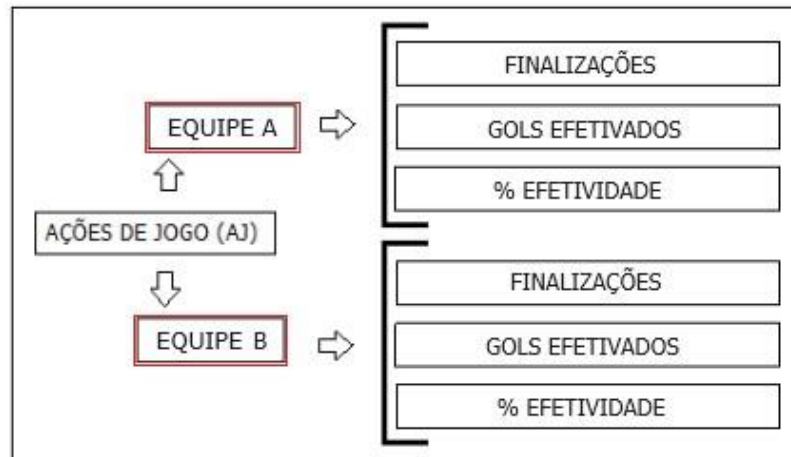 EQUIPE A
FINALIZAÇÕES
GOLS EFETIVADOS
% EFETIVIDADE
AÇÕES DE JOGO (AJ)
EQUIPE B
FINALIZAÇÕES
GOLS EFETIVADOS
% EFETIVIDADE